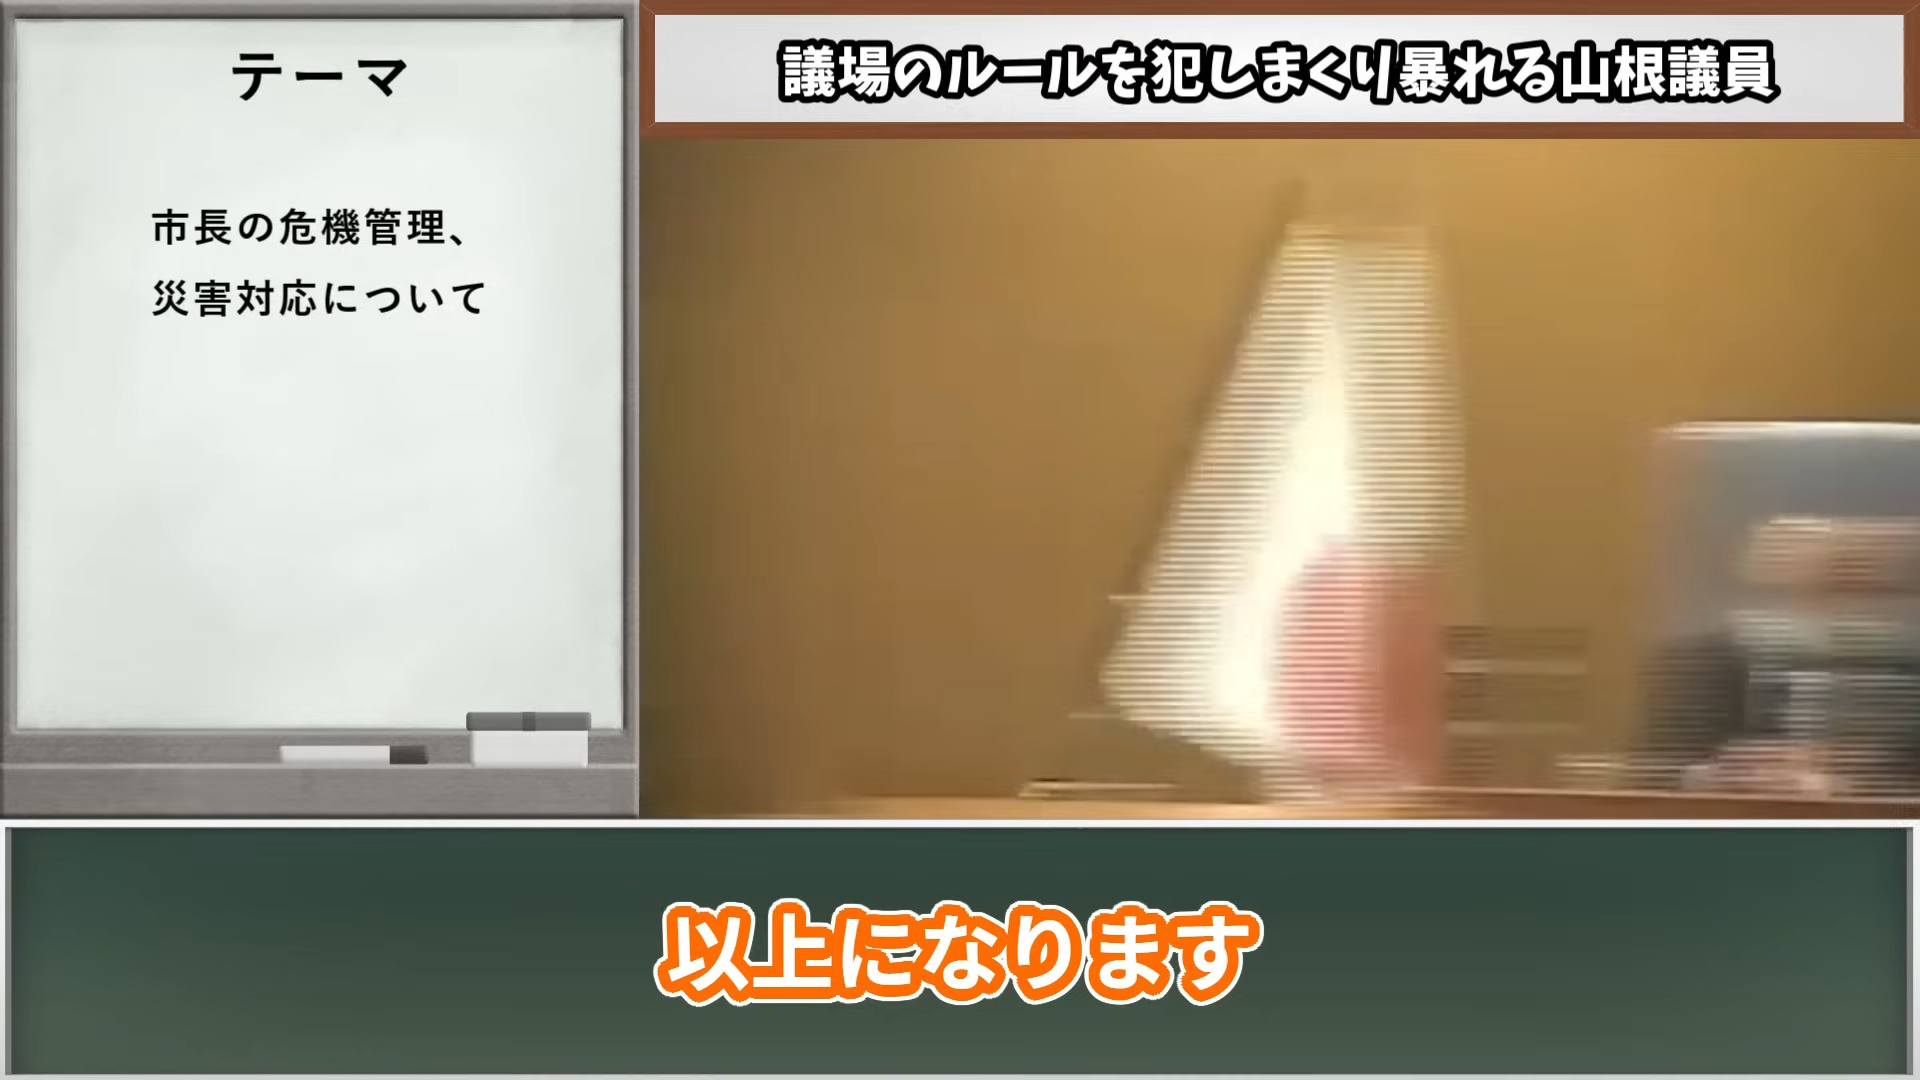 テーマ
市長の危機管理、
災害対応について
議場のルールを犯しまくり暴れる山根議員
以上になります